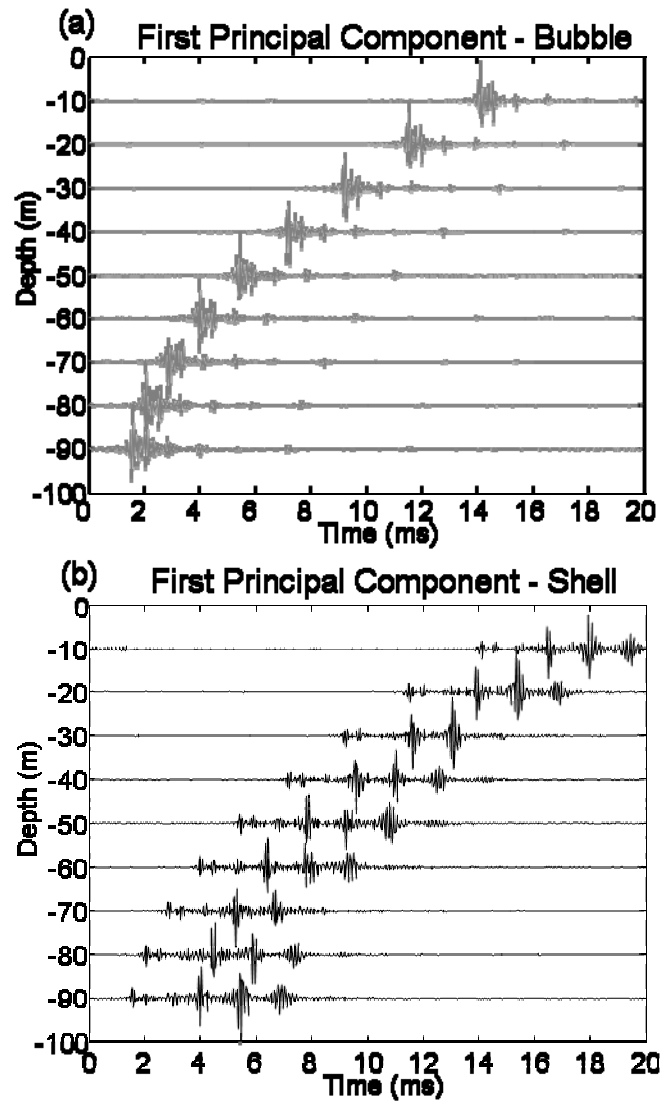 (a)
First Principal Component - Bubble
0
-10
-20
-30
-40
-50
-60
-70
-80
-90
-100
Depth (m)
0 2 4 6 8 10 12 14 16 18 20
Time (ms)
(b)
First Principal Component - Shell
0
-10
-20
-30
-40
-50
-60
-70
-80
-90
-100
Depth (m)
0 2 4 6 8 10 12 14 16 18 20
Time (ms)